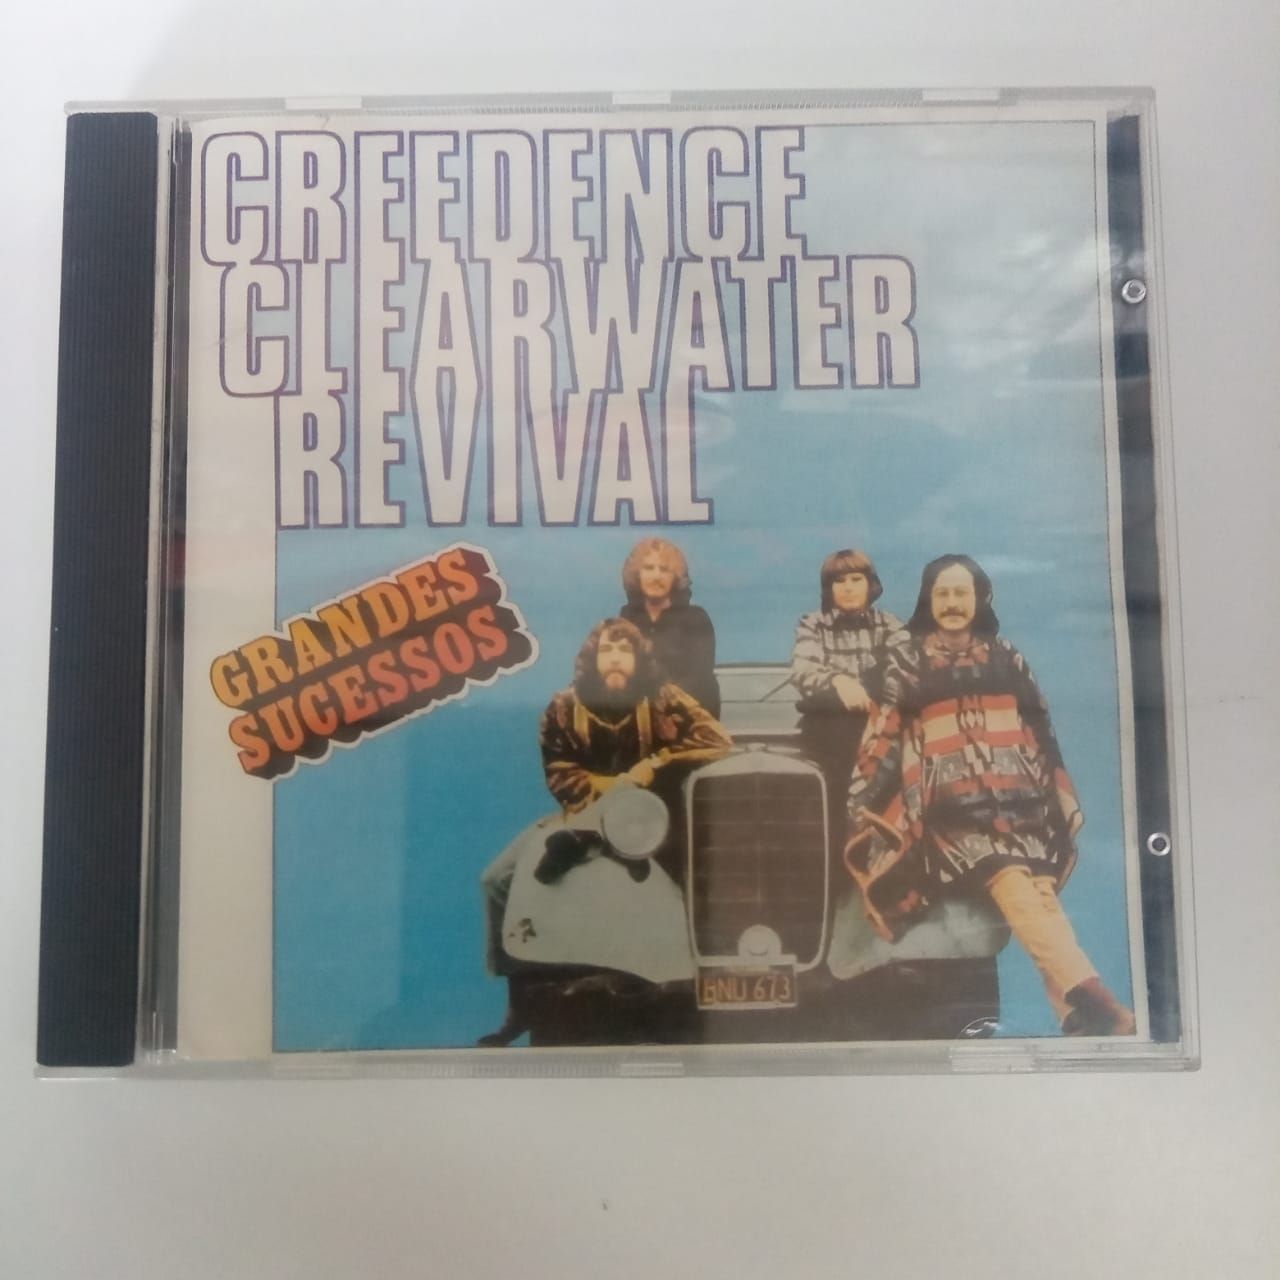 CREEDENCE
CLEARWATER
REVIVAL
GRANDES
SUCESSOS
BNU 673